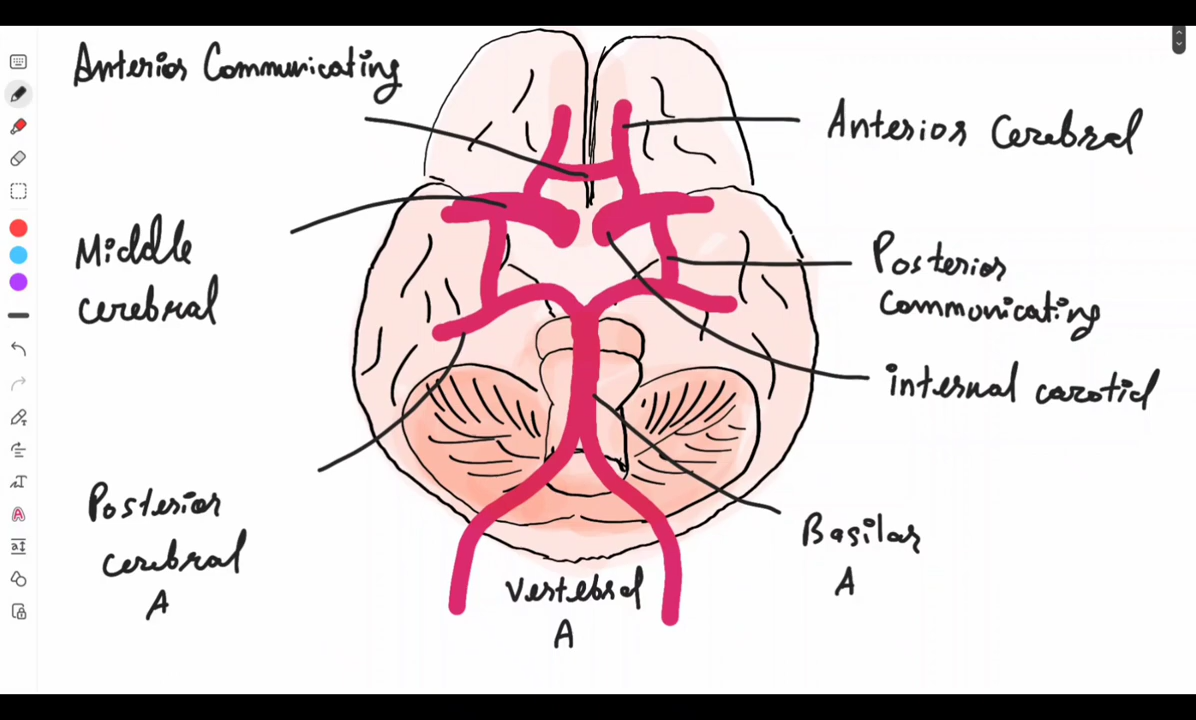 Anterior Communicating
Anterior Cerebral
Middle
cerebral
Posterior
communicating
internal carotid
Posterior
cerebral
A
Basilar
A
Vertebral
A